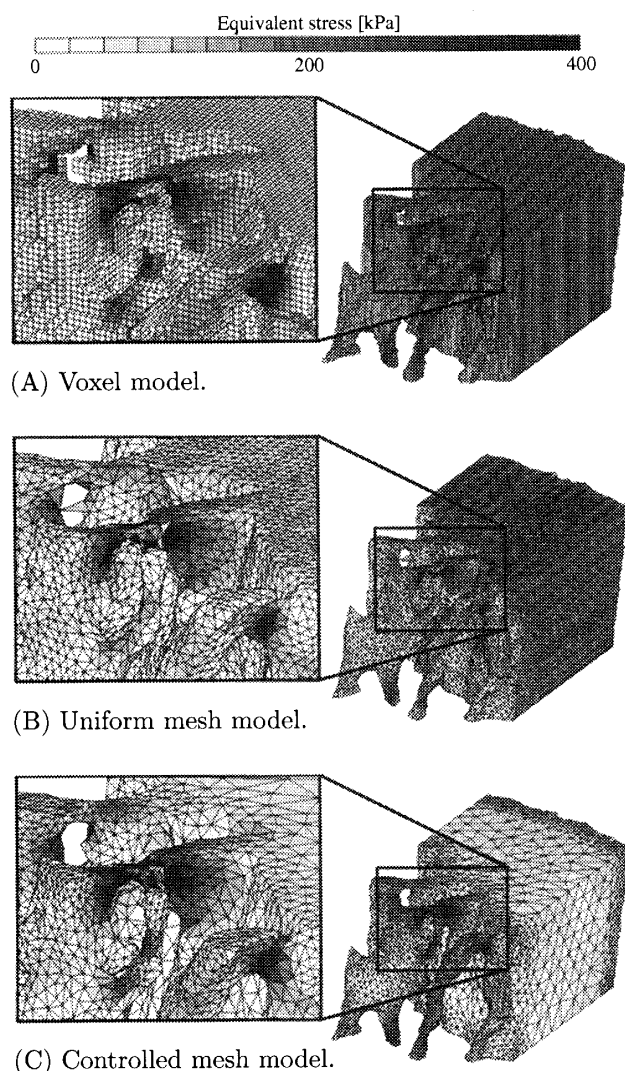 Equivalent stress [kPa]
0 200 400
(A) Voxel model.
(B) Uniform mesh model.
(C) Controlled mesh model.